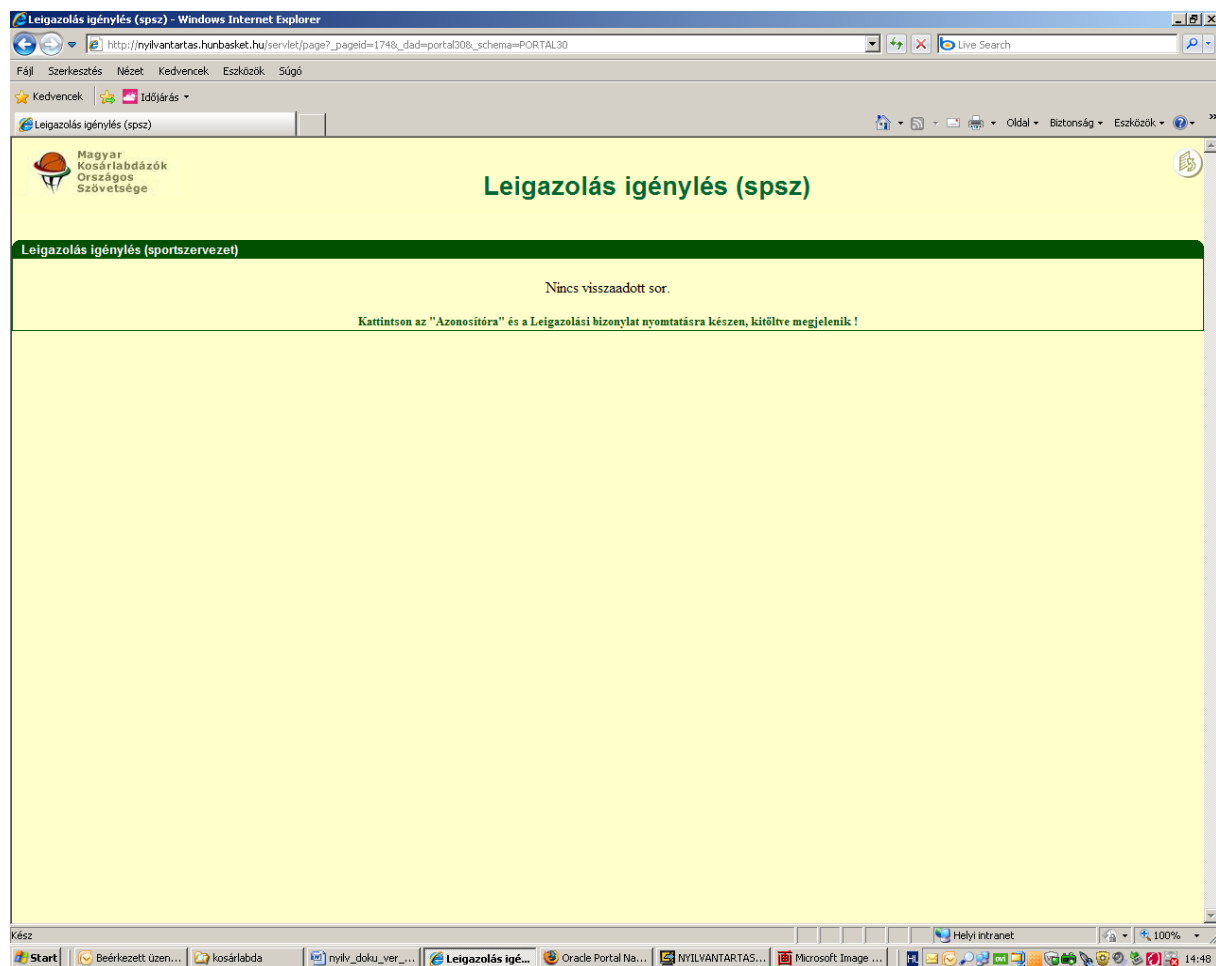 Leigazolás igénylés (spsz) - Windows Internet Explorer
http://nyilvantartas.hunbasket.hu/servlet/page?_pageid=174&_dad=portal30&_schema=PORTAL30
Live Search
Fájl Szerkesztés Nézet Kedvencek Eszközök Súgó
Kedvencek Időjárás
Leigazolás igénylés (spsz)
Oldal Biztonság Eszközök »
Magyar
Kosárlabdázók
Országos
Szövetsége
Leigazolás igénylés (spsz)
Leigazolás igénylés (sportszervezet)
Nincs visszaadott sor.
Kattintson az "Azonosítóra" és a Leigazolási bizonylat nyomtatásra készen, kitöltve megjelenik !
Kész
Helyi intranet
100%
Start
Beérkezett üzen...
kosárlabda
nyilv_doku_ver_...
Leigazolás igé...
Oracle Portal Na...
NYILVANTARTAS...
Microsoft Image ...
14:48